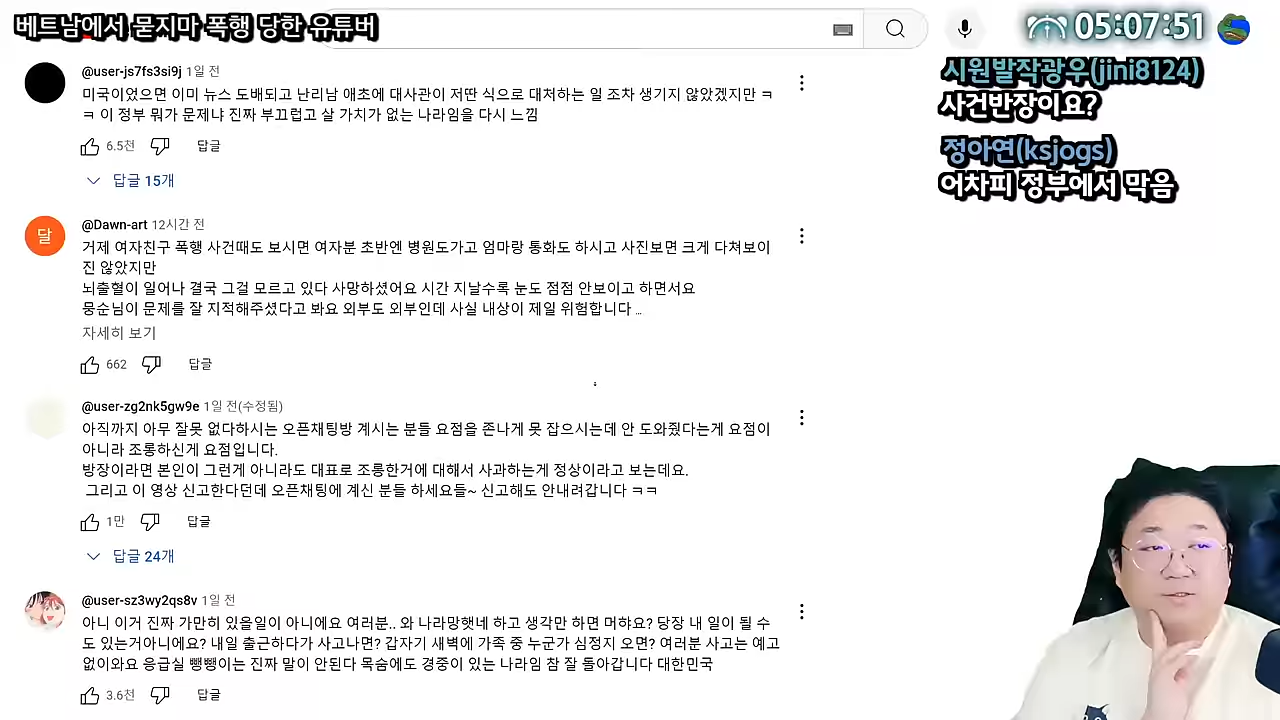 베트남에서 묻지마 폭행 당한 유튜버
05:07:51
시원발작광우(jini8124)
사건반장이요?
정아연(ksjogs)
어차피 정부에서 막음
@user-js7fs3si9j 1일 전
미국이었으면 이미 뉴스 도배되고 난리남 애초에 대사관이 저딴 식으로 대처하는 일 조차 생기지 않았겠지만 ㅋ
ㅋ 이 정부 뭐가 문제냐 진짜 부끄럽고 살 가치가 없는 나라임을 다시 느낌
6.5천 답글
답글 15개
달
@Dawn-art 12시간 전
거제 여자친구 폭행 사건때도 보시면 여자분 초반엔 병원도가고 엄마랑 통화도 하시고 사진보면 크게 다쳐보이
진 않았지만
뇌출혈이 일어나 결국 그걸 모르고 있다 사망하셨어요 시간 지날수록 눈도 점점 안보이고 하면서요
뭉순님이 문제를 잘 지적해주셨다고 봐요 외부도 외부인데 사실 내상이 제일 위험합니다 ...
자세히 보기
662 답글
@user-zg2nk5gw9e 1일 전(수정됨)
아직까지 아무 잘못 없다하시는 오픈채팅방 계시는 분들 요점을 존나게 못 잡으시는데 안 도와줬다는게 요점이
아니라 조롱하신게 요점입니다.
방장이라면 본인이 그런게 아니라도 대표로 조롱한거에 대해서 사과하는게 정상이라고 보는데요.
그리고 이 영상 신고한다던데 오픈채팅에 계신 분들 하세요들~ 신고해도 안내려갑니다 ㅋㅋ
1만 답글
답글 24개
@user-sz3wy2qs8v 1일 전
아니 이거 진짜 가만히 있을일이 아니에요 여러분.. 와 나라망했네 하고 생각만 하면 머햐요? 당장 내 일이 될 수
도 있는거아니에요? 내일 출근하다가 사고나면? 갑자기 새벽에 가족 중 누군가 심정지 오면? 여러분 사고는 예고
없이와요 응급실 뺑뺑이는 진짜 말이 안된다 목숨에도 경중이 있는 나라임 참 잘 돌아갑니다 대한민국
3.6천 답글